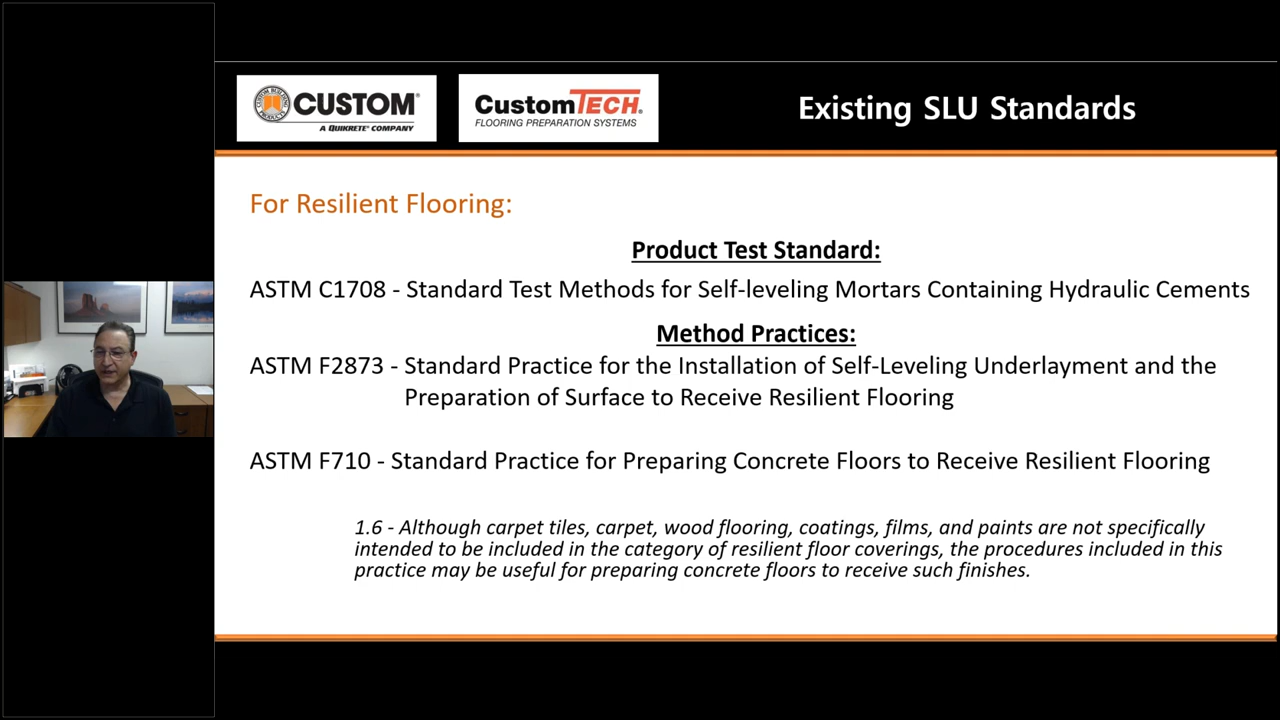 CUSTOM®
A QUIKRETE® COMPANY
CustomTECH®
FLOORING PREPARATION SYSTEMS
Existing SLU Standards
For Resilient Flooring:
Product Test Standard:
ASTM C1708 - Standard Test Methods for Self-leveling Mortars Containing Hydraulic Cements
Method Practices:
ASTM F2873 - Standard Practice for the Installation of Self-Leveling Underlayment and the
Preparation of Surface to Receive Resilient Flooring
ASTM F710 - Standard Practice for Preparing Concrete Floors to Receive Resilient Flooring
1.6 - Although carpet tiles, carpet, wood flooring, coatings, films, and paints are not specifically
intended to be included in the category of resilient floor coverings, the procedures included in this
practice may be useful for preparing concrete floors to receive such finishes.